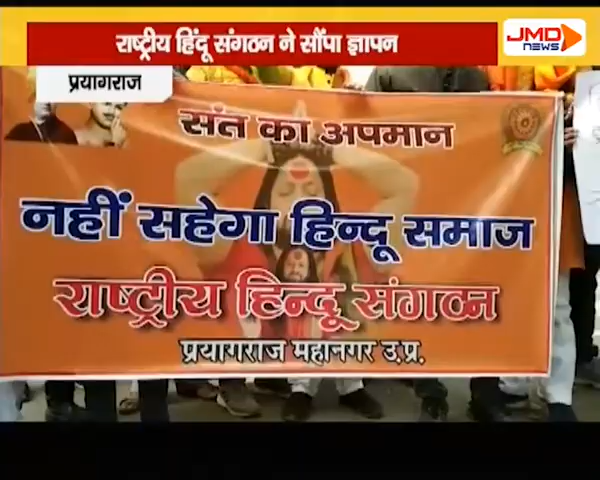 राष्ट्रीय हिंदू संगठन ने सौंपा ज्ञापन
JMD
NEWS
प्रयागराज
संत का अपमान
नहीं सहेगा हिन्दू समाज
राष्ट्रीय हिन्दू संगठन
प्रयागराज महानगर उ.प्र.